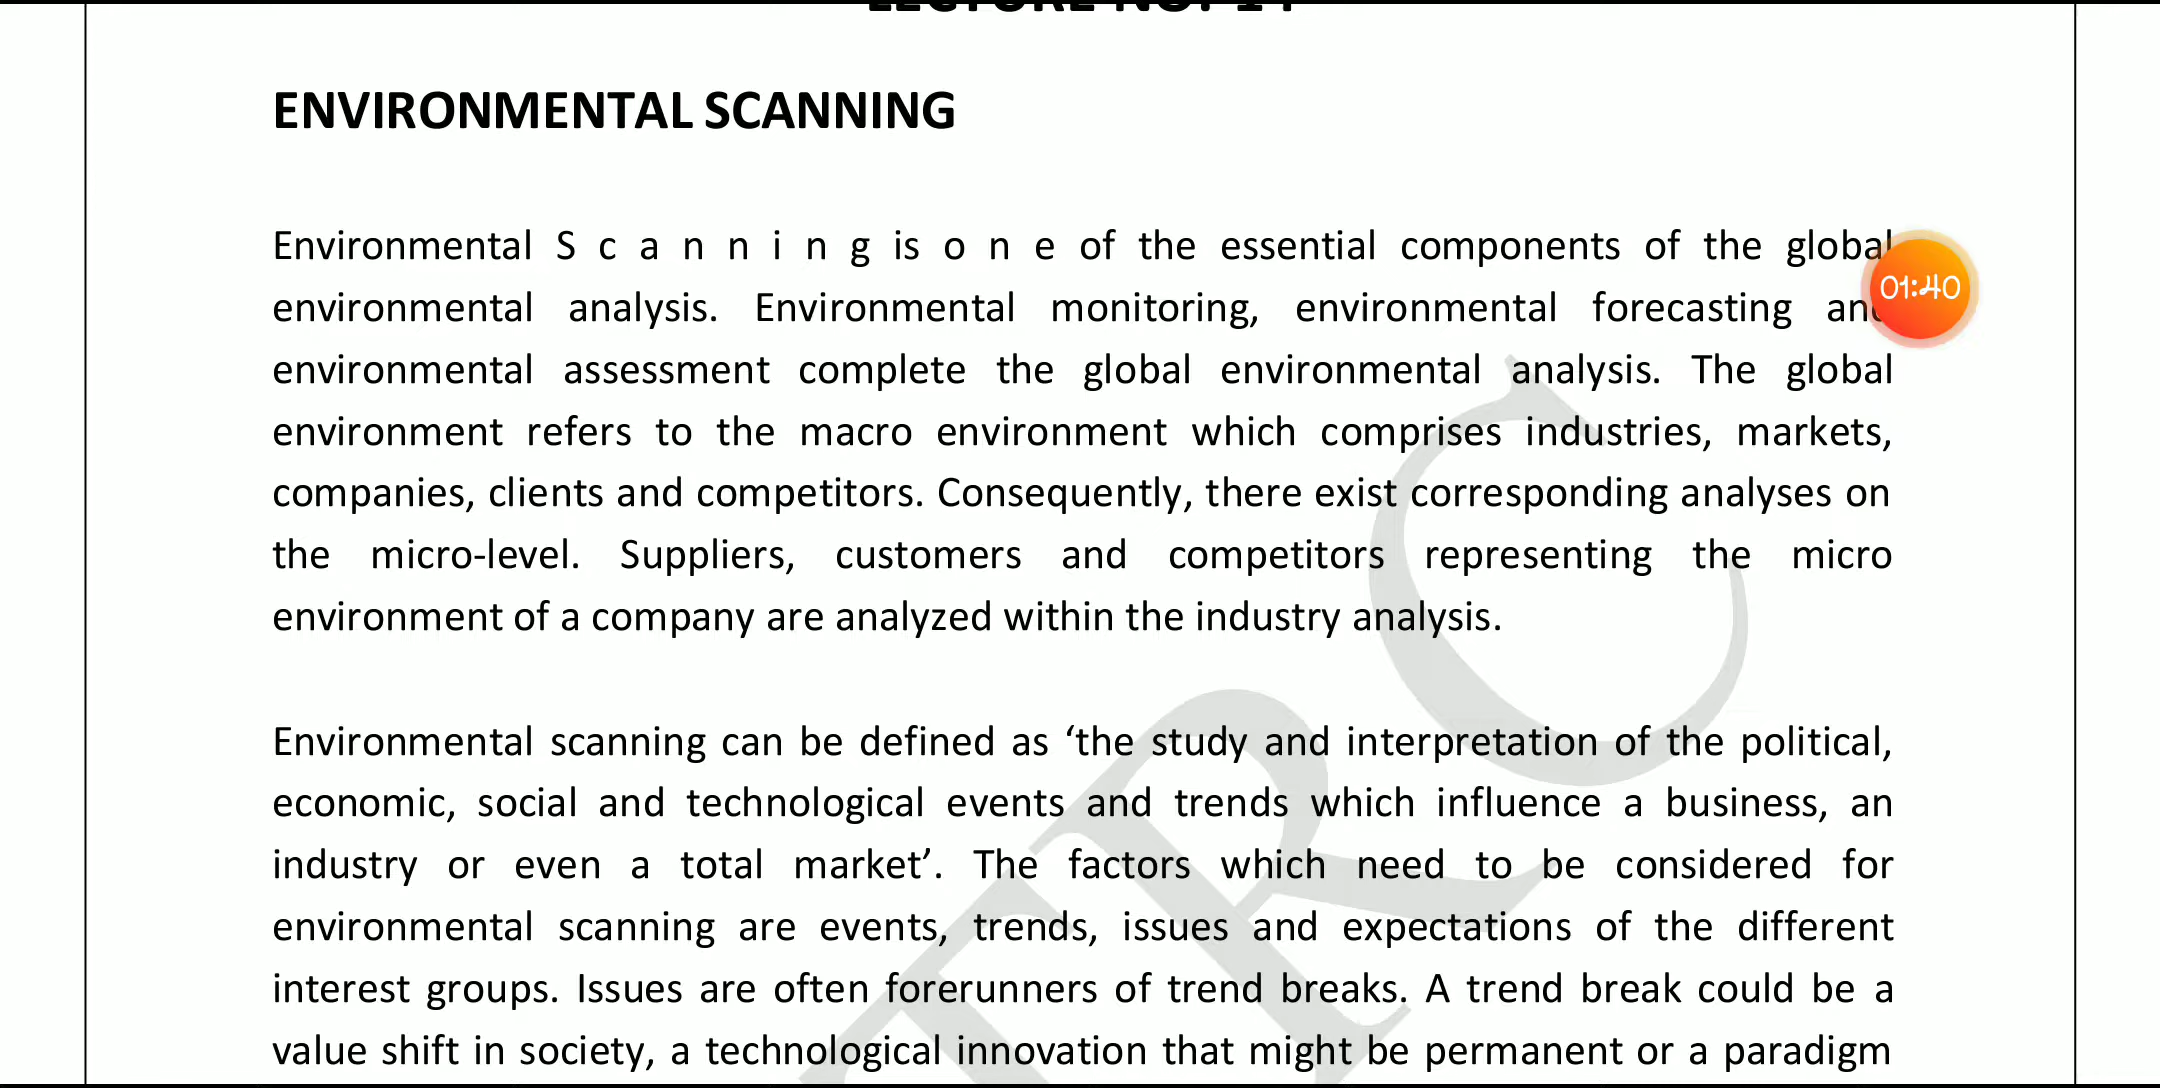 LECTURE NO. 14
ENVIRONMENTAL SCANNING
Environmental S c a n n i n g is o n e of the essential components of the global
environmental analysis. Environmental monitoring, environmental forecasting and
environmental assessment complete the global environmental analysis. The global
environment refers to the macro environment which comprises industries, markets,
companies, clients and competitors. Consequently, there exist corresponding analyses on
the micro-level. Suppliers, customers and competitors representing the micro
environment of a company are analyzed within the industry analysis.
Environmental scanning can be defined as ‘the study and interpretation of the political,
economic, social and technological events and trends which influence a business, an
industry or even a total market’. The factors which need to be considered for
environmental scanning are events, trends, issues and expectations of the different
interest groups. Issues are often forerunners of trend breaks. A trend break could be a
value shift in society, a technological innovation that might be permanent or a paradigm
01:40
TRC